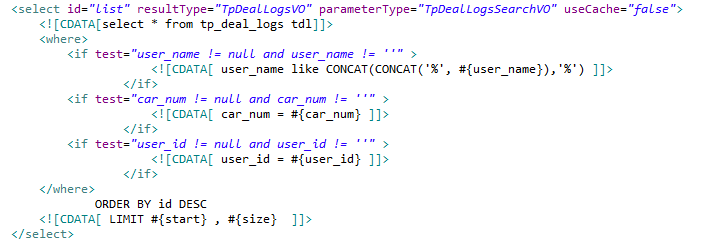 <select id="list" resultType="TpDealLogsVO" parameterType="TpDealLogsSearchVO" useCache="false">
<![CDATA[select * from tp_deal_logs tdl]]>
<where>
<if test="user_name != null and user_name != ''" >
<![CDATA[ user_name like CONCAT(CONCAT('%', #{user_name}),'%') ]]>
</if>
<if test="car_num != null and car_num != ''" >
<![CDATA[ car_num = #{car_num} ]]>
</if>
<if test="user_id != null and user_id != ''" >
<![CDATA[ user_id = #{user_id} ]]>
</if>
</where>
ORDER BY id DESC
<![CDATA[ LIMIT #{start} , #{size}  ]]>
</select>